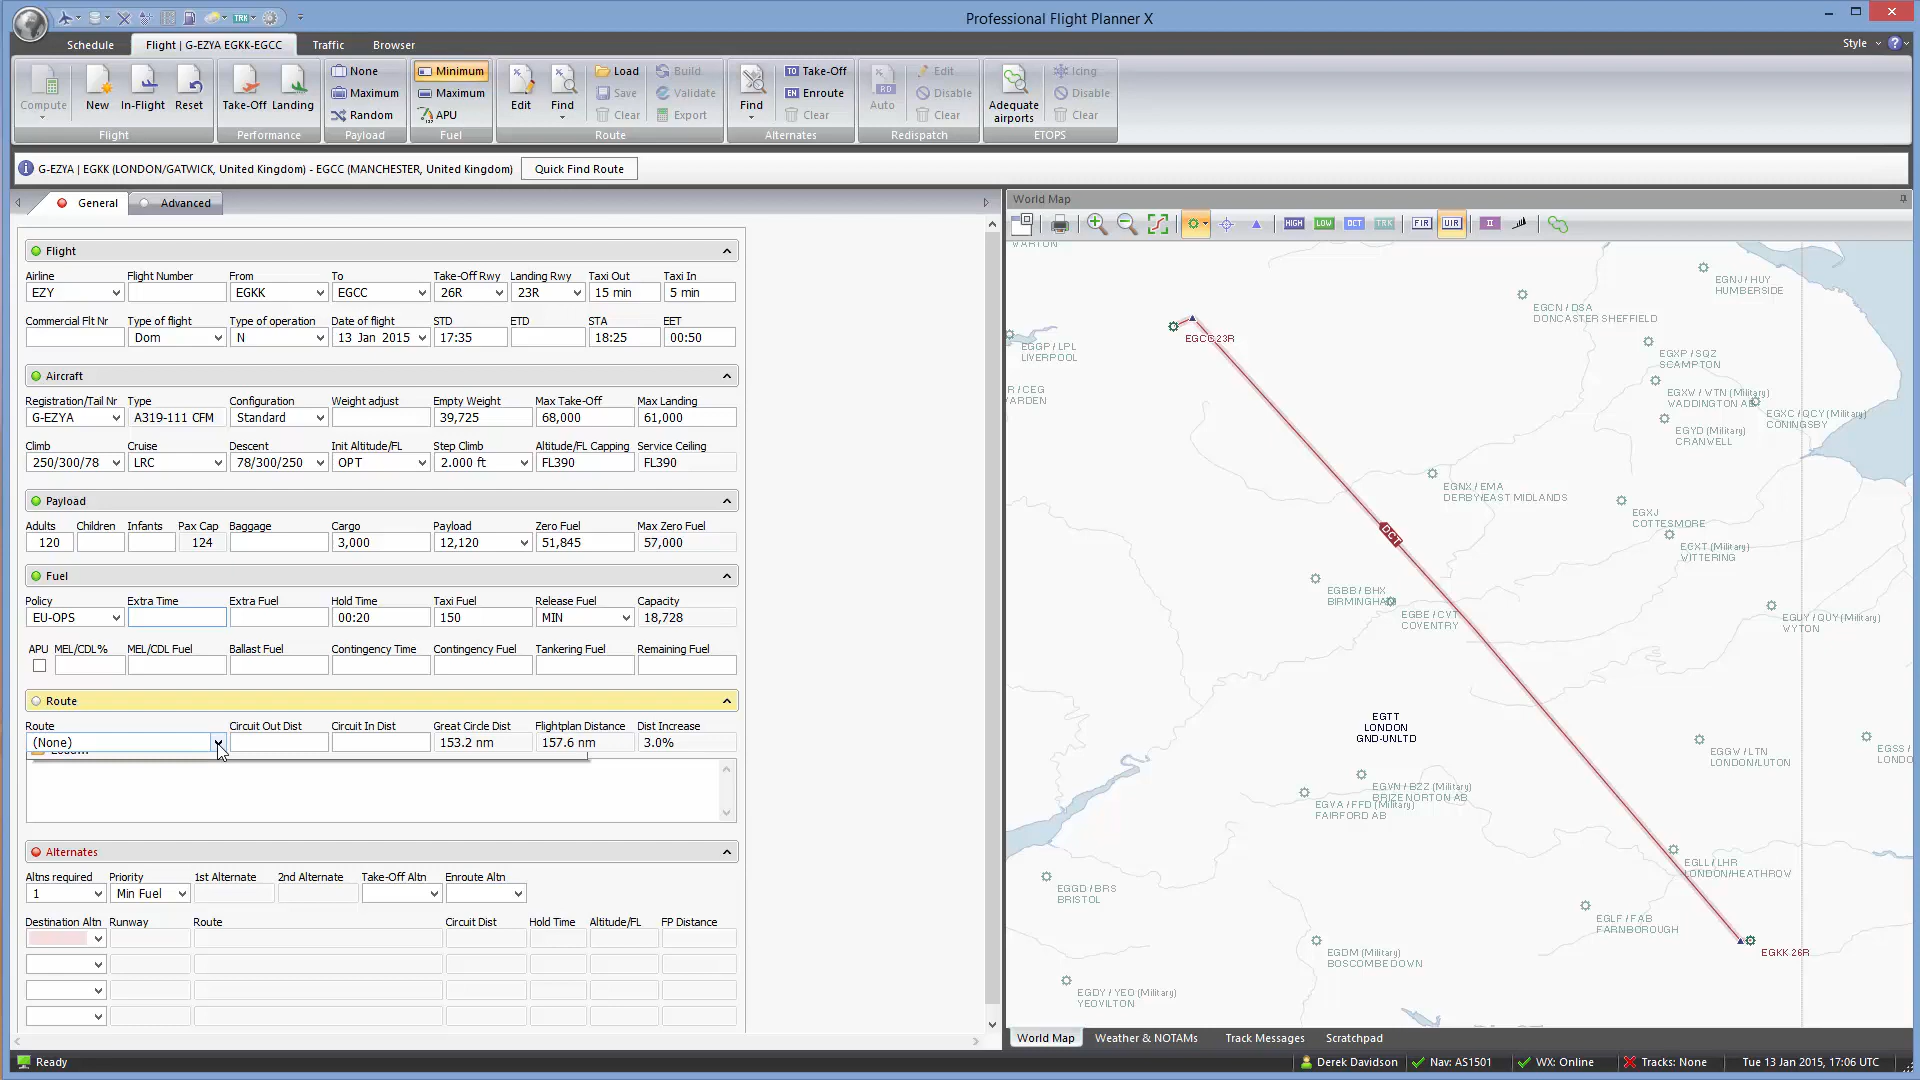 Professional Flight Planner X
TRK
Schedule
Flight | G-EZYA EGKK-EGCC
Traffic
Browser
Style
Compute
New
In-Flight
Reset
Flight
Take-Off
Landing
Performance
None
Maximum
Random
Payload
Minimum
Maximum
APU
Fuel
Edit
Find
Load
Save
Clear
Build
Validate
Export
Route
Find
TO Take-Off
EN Enroute
Clear
Alternates
RD
Auto
Edit
Disable
Clear
Redispatch
Adequate
airports
Icing
Disable
Clear
ETOPS
G-EZYA | EGKK (LONDON/GATWICK, United Kingdom) - EGCC (MANCHESTER, United Kingdom)
Quick Find Route
General
Advanced
Flight
Airline Flight Number From To Take-Off Rwy Landing Rwy Taxi Out Taxi In
EZY EGKK EGCC 26R 23R 15 min 5 min
Commercial Flt Nr Type of flight Type of operation Date of flight STD ETD STA EET
Dom N 13 Jan 2015 17:35 18:25 00:50
Aircraft
Registration/Tail Nr Type Configuration Weight adjust Empty Weight Max Take-Off Max Landing
G-EZYA A319-111 CFM Standard 39,725 68,000 61,000
Climb Cruise Descent Init Altitude/FL Step Climb Altitude/FL Capping Service Ceiling
250/300/78 LRC 78/300/250 OPT 2.000 ft FL390 FL390
Payload
Adults Children Infants Pax Cap Baggage Cargo Payload Zero Fuel Max Zero Fuel
120 124 3,000 12,120 51,845 57,000
Fuel
Policy Extra Time Extra Fuel Hold Time Taxi Fuel Release Fuel Capacity
EU-OPS 00:20 150 MIN 18,728
APU MEL/CDL% MEL/CDL Fuel Ballast Fuel Contingency Time Contingency Fuel Tankering Fuel Remaining Fuel
Route
Route Circuit Out Dist Circuit In Dist Great Circle Dist Flightplan Distance Dist Increase
(None) 153.2 nm 157.6 nm 3.0%
Alternates
Altns required Priority 1st Alternate 2nd Alternate Take-Off Altn Enroute Altn
1 Min Fuel
Destination Altn Runway Route Circuit Dist Hold Time Altitude/FL FP Distance
World Map
HIGH LOW DCT TRK FIR UIR
WARTON
EGNJ / HUY
HUMBERSIDE
EGCN / DSA
DONCASTER SHEFFIELD
EGCC 23R
EGGP / LPL
LIVERPOOL
EGXP / SQZ
SCAMPTON
R / CEG
ARDEN
EGXW / WTN (Military)
WADDINGTON AB
EGXC / QCY (Military)
CONINGSBY
EGYD (Military)
CRANWELL
EGNX / EMA
DERBY/EAST MIDLANDS
EGXJ
COTTESMORE
DCT
EGXT (Military)
WITTERING
EGBB / BHX
BIRMINGHAM
EGBE / CVT
COVENTRY
EGUY / QUY (Military)
WYTON
EGTT
LONDON
GND-UNLTD
EGGW / LTN
LONDON/LUTON
EGSS /
LONDO
EGVN / BZZ (Military)
BRIZE NORTON AB
EGVA / FFD (Military)
FAIRFORD AB
EGLL / LHR
LONDON/HEATHROW
EGGD / BRS
BRISTOL
EGLF / FAB
FARNBOROUGH
EGDM (Military)
BOSCOMBE DOWN
EGKK 26R
EGDY / YEO (Military)
YEOVILTON
World Map
Weather & NOTAMs
Track Messages
Scratchpad
Ready
Derek Davidson
Nav: AS1501
WX: Online
Tracks: None
Tue 13 Jan 2015, 17:06 UTC